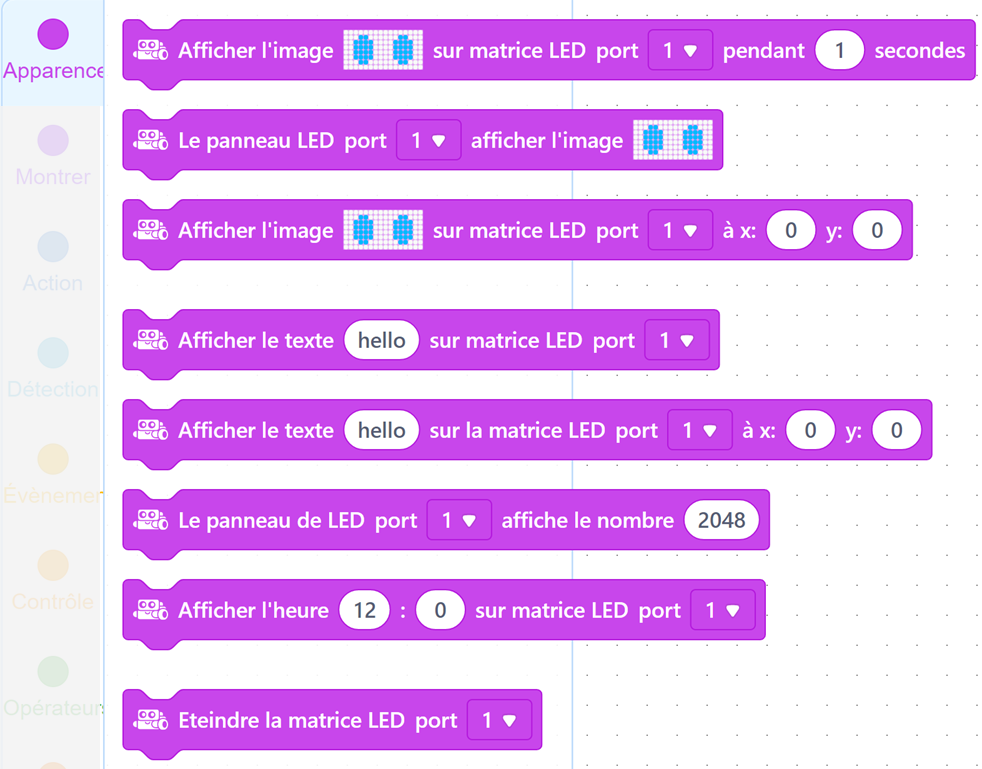 Apparence
Afficher l'image sur matrice LED port 1 pendant 1 secondes
Le panneau LED port 1 afficher l'image
Montrer
Afficher l'image sur matrice LED port 1 à x: 0 y: 0
Action
Afficher le texte hello sur matrice LED port 1
Détection
Afficher le texte hello sur la matrice LED port 1 à x: 0 y: 0
Évènemen
Le panneau de LED port 1 affiche le nombre 2048
Contrôle
Afficher l'heure 12 : 0 sur matrice LED port 1
Opérateurs
Eteindre la matrice LED port 1